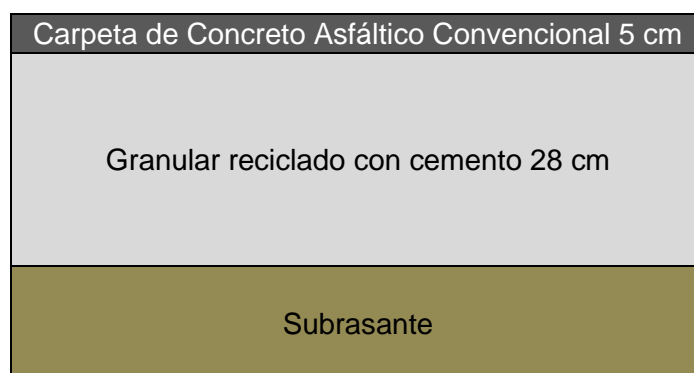 Carpeta de Concreto Asfáltico Convencional 5 cm
Granular reciclado con cemento 28 cm
Subrasante